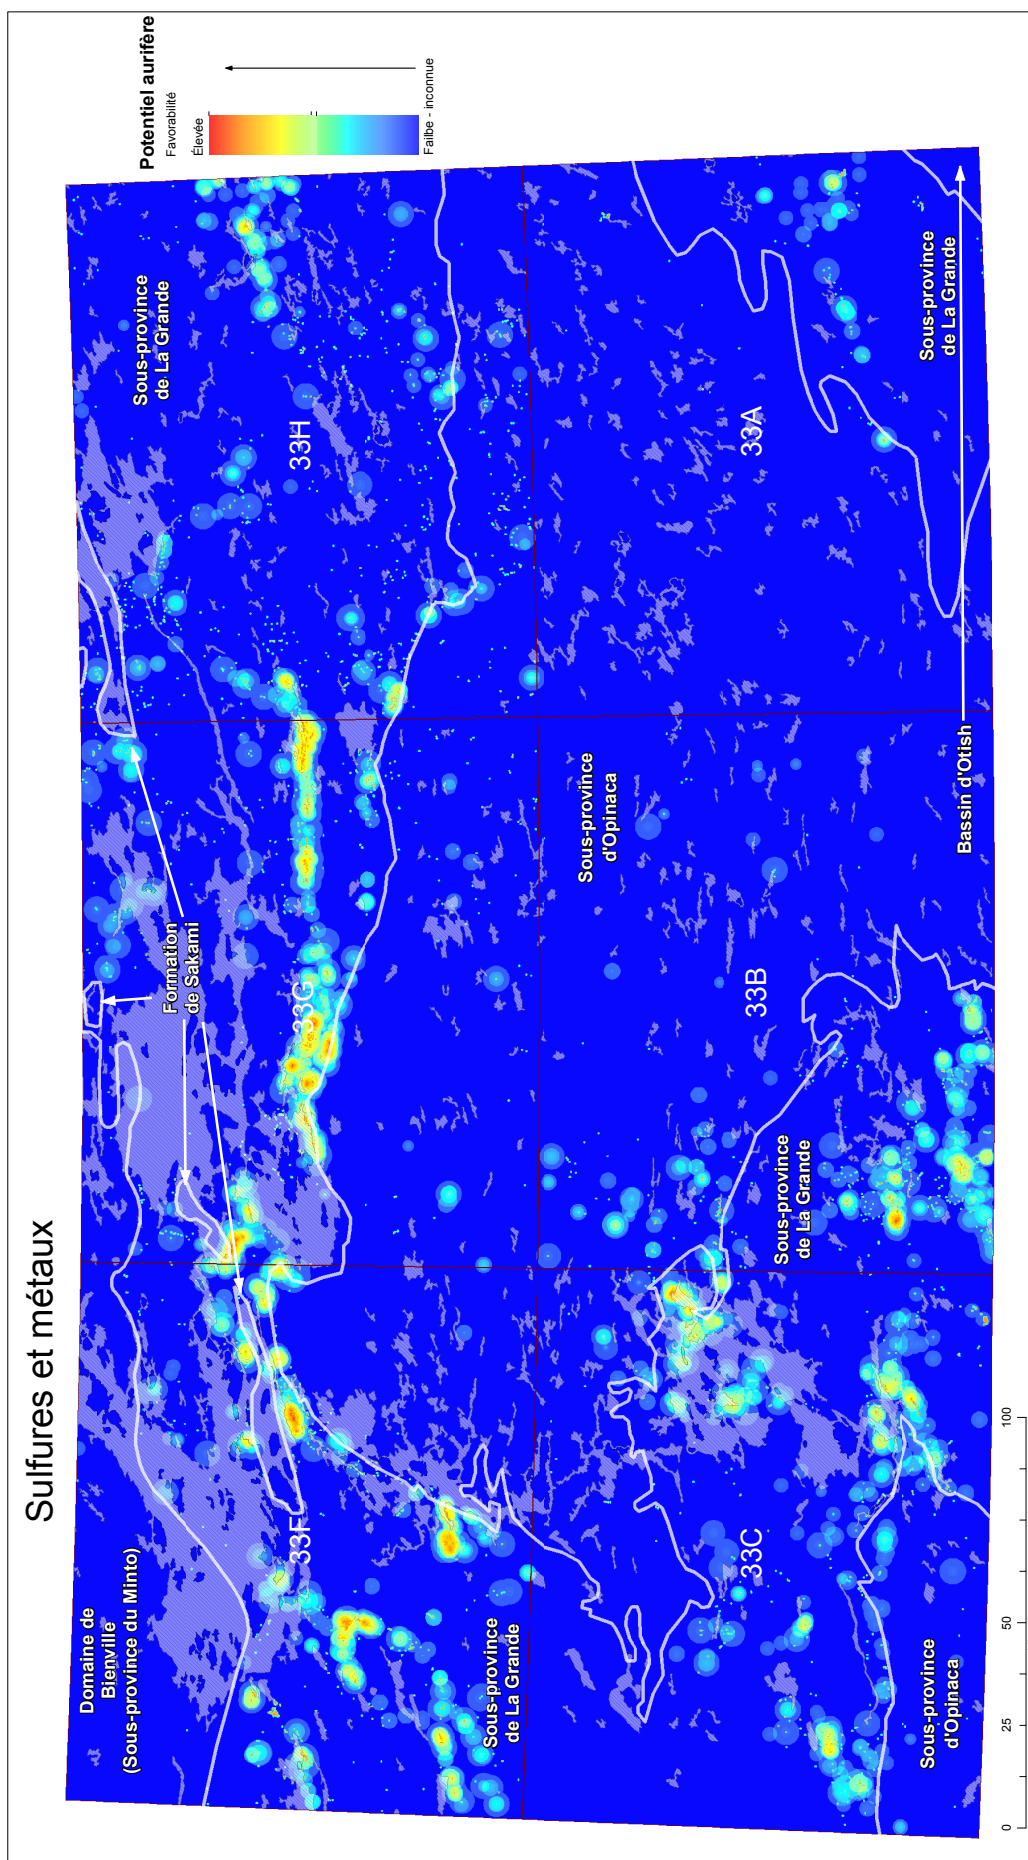 Sulfures et métaux
Potentiel aurifère
Favorabilité
Élevée
Failbe - inconnue
Domaine de
Bienville
(Sous-province du Minto)
Formation
de Sakami
Sous-province
de La Grande
33F
33G
33H
Sous-province
de La Grande
Sous-province
d'Opinaca
33C
33B
33A
Sous-province
de La Grande
Sous-province
d'Opinaca
Bassin d'Otish
Sous-province
de La Grande
0
25
50
100